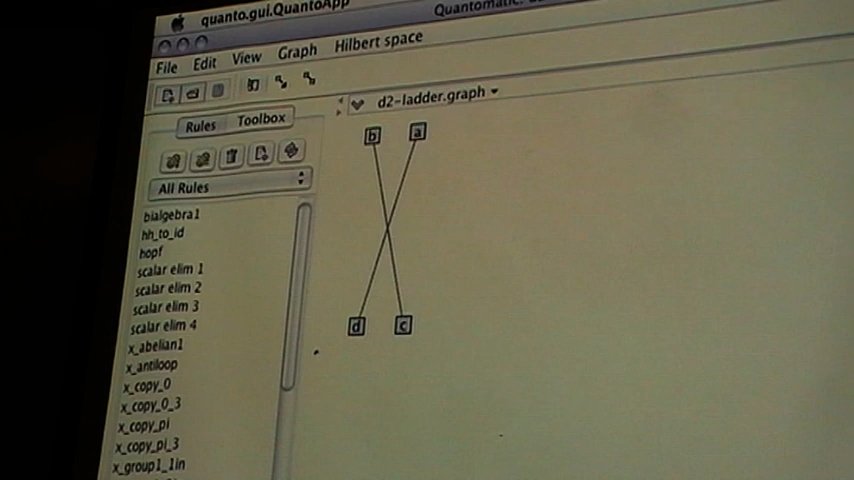 quanto.gui.QuantoApp
Quantomatic:
File Edit View Graph Hilbert space
d2-ladder.graph
Rules Toolbox
All Rules
bialgebra1
hh_to_id
hopf
scalar elim 1
scalar elim 2
scalar elim 3
scalar elim 4
x_abelian1
x_antiloop
x_copy_0
x_copy_0_3
x_copy_pi
x_copy_pi_3
x_group1_1in
b a
d c